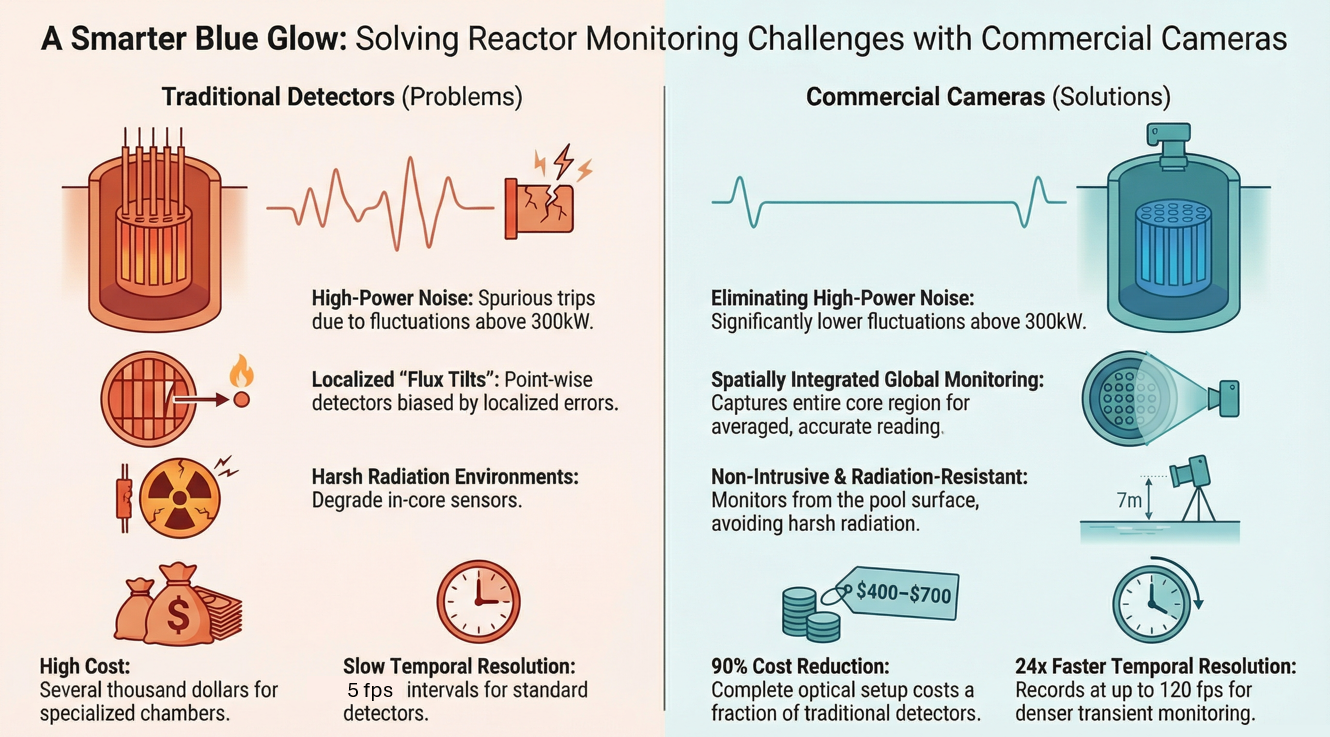 A Smarter Blue Glow: Solving Reactor Monitoring Challenges with Commercial Cameras
Traditional Detectors (Problems)
High-Power Noise: Spurious trips
due to fluctuations above 300kW.
Localized “Flux Tilts”: Point-wise
detectors biased by localized errors.
Harsh Radiation Environments:
Degrade in-core sensors.
$
High Cost:
Several thousand dollars for
specialized chambers.
Slow Temporal Resolution:
5 fps intervals for standard
detectors.
Commercial Cameras (Solutions)
Eliminating High-Power Noise:
Significantly lower fluctuations above 300kW.
Spatially Integrated Global Monitoring:
Captures entire core region for
averaged, accurate reading.
Non-Intrusive & Radiation-Resistant:
Monitors from the pool surface,
avoiding harsh radiation.
7m
$400–$700
90% Cost Reduction:
Complete optical setup costs a
fraction of traditional detectors.
24x Faster Temporal Resolution:
Records at up to 120 fps for
denser transient monitoring.